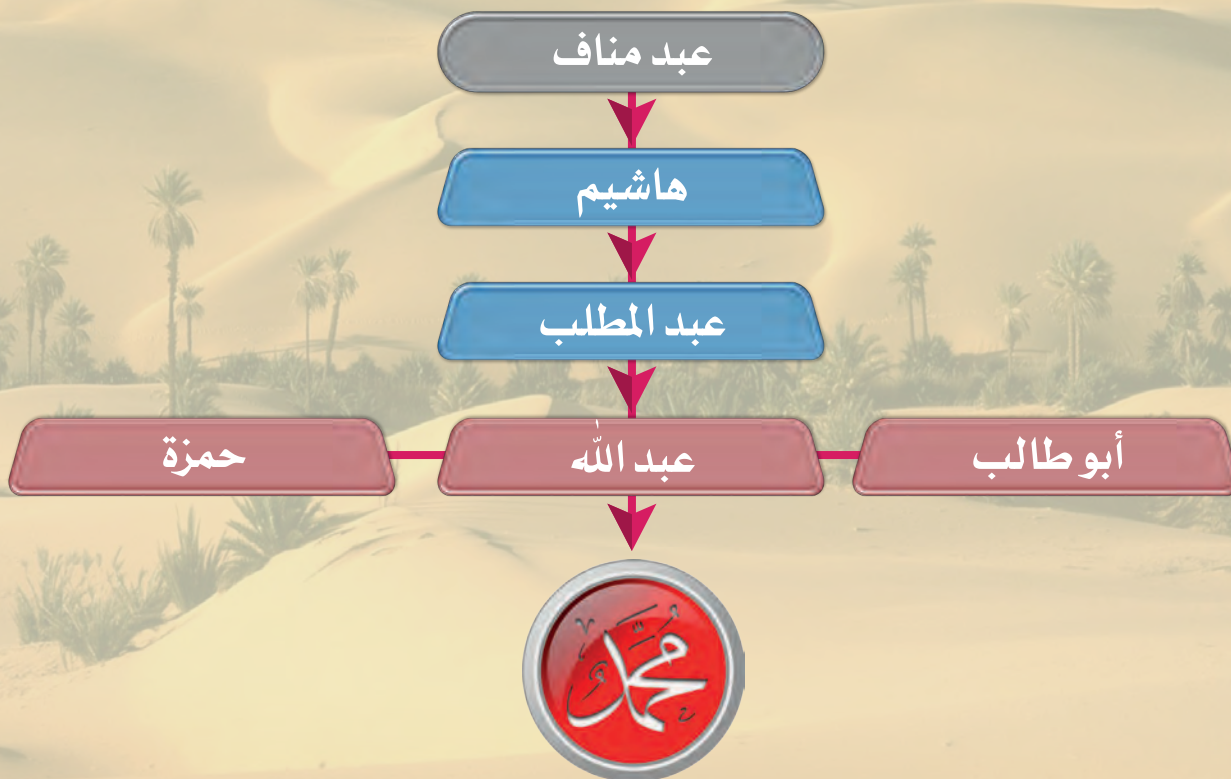 عبد مناف
هاشيم
عبد المطلب
أبو طالب
عبد الله
حمزة
محمد